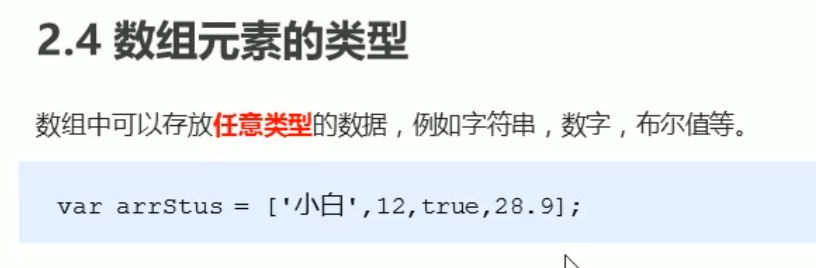 2.4 数组元素的类型
数组中可以存放任意类型的数据，例如字符串，数字，布尔值等。
var arrStus = ['小白',12,true,28.9];